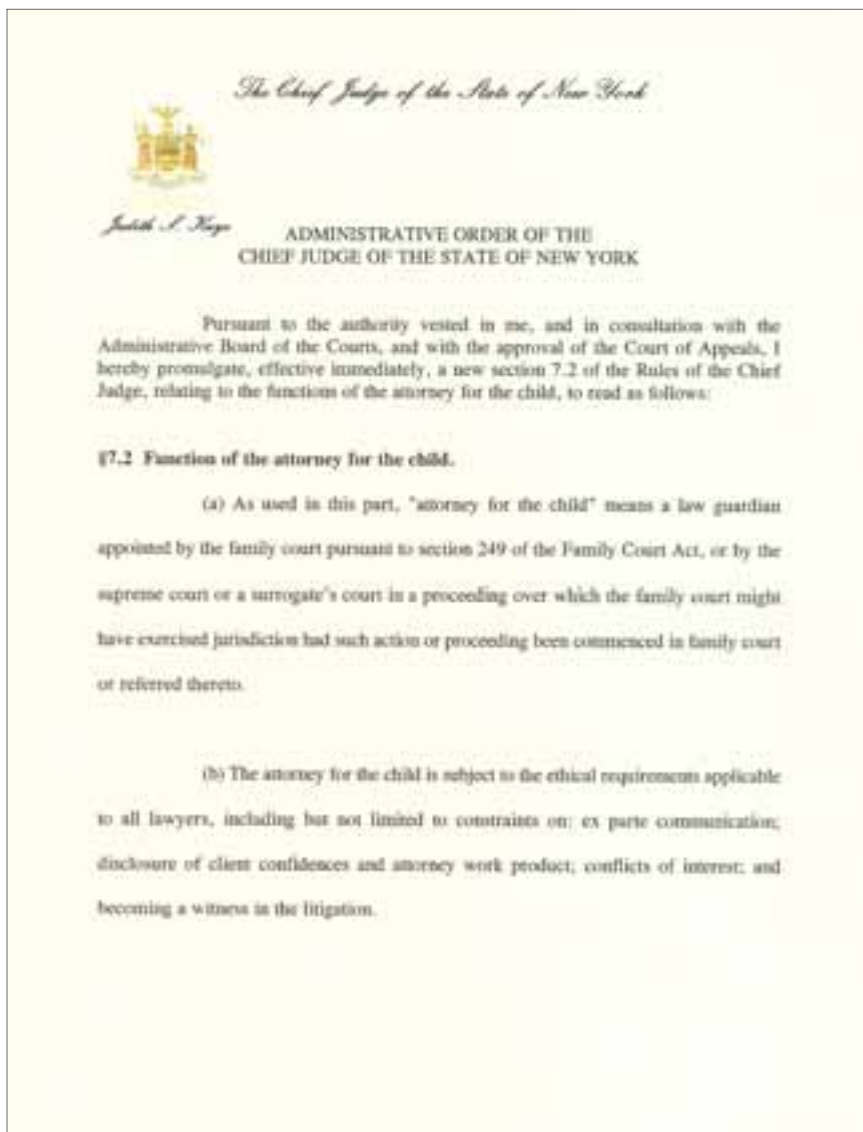 The Chief Judge of the State of New York
Judith S. Kaye
ADMINISTRATIVE ORDER OF THE
CHIEF JUDGE OF THE STATE OF NEW YORK
Pursuant to the authority vested in me, and in consultation with the
Administrative Board of the Courts, and with the approval of the Court of Appeals, I
hereby promulgate, effective immediately, a new section 7.2 of the Rules of the Chief
Judge, relating to the functions of the attorney for the child, to read as follows:
§7.2 Function of the attorney for the child.
(a) As used in this part, "attorney for the child" means a law guardian
appointed by the family court pursuant to section 249 of the Family Court Act, or by the
supreme court or a surrogate's court in a proceeding over which the family court might
have exercised jurisdiction had such action or proceeding been commenced in family court
or referred thereto.
(b) The attorney for the child is subject to the ethical requirements applicable
to all lawyers, including but not limited to constraints on: ex parte communication;
disclosure of client confidences and attorney work product; conflicts of interest; and
becoming a witness in the litigation.